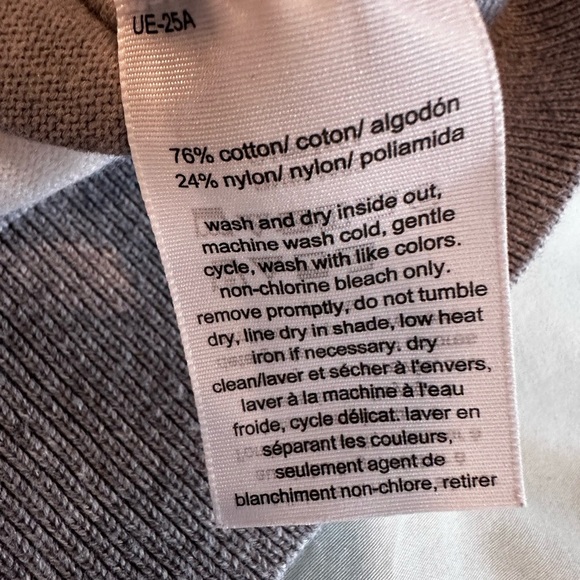 UE-25A
76% cotton/ coton/ algodón
24% nylon/ nylon/ poliamida
wash and dry inside out,
machine wash cold, gentle
cycle, wash with like colors.
non-chlorine bleach only.
remove promptly, do not tumble
dry, line dry in shade, low heat
iron if necessary. dry
clean/laver et sécher à l'envers,
laver à la machine à l'eau
froide, cycle délicat. laver en
séparant les couleurs,
seulement agent de
blanchiment non-chlore, retirer